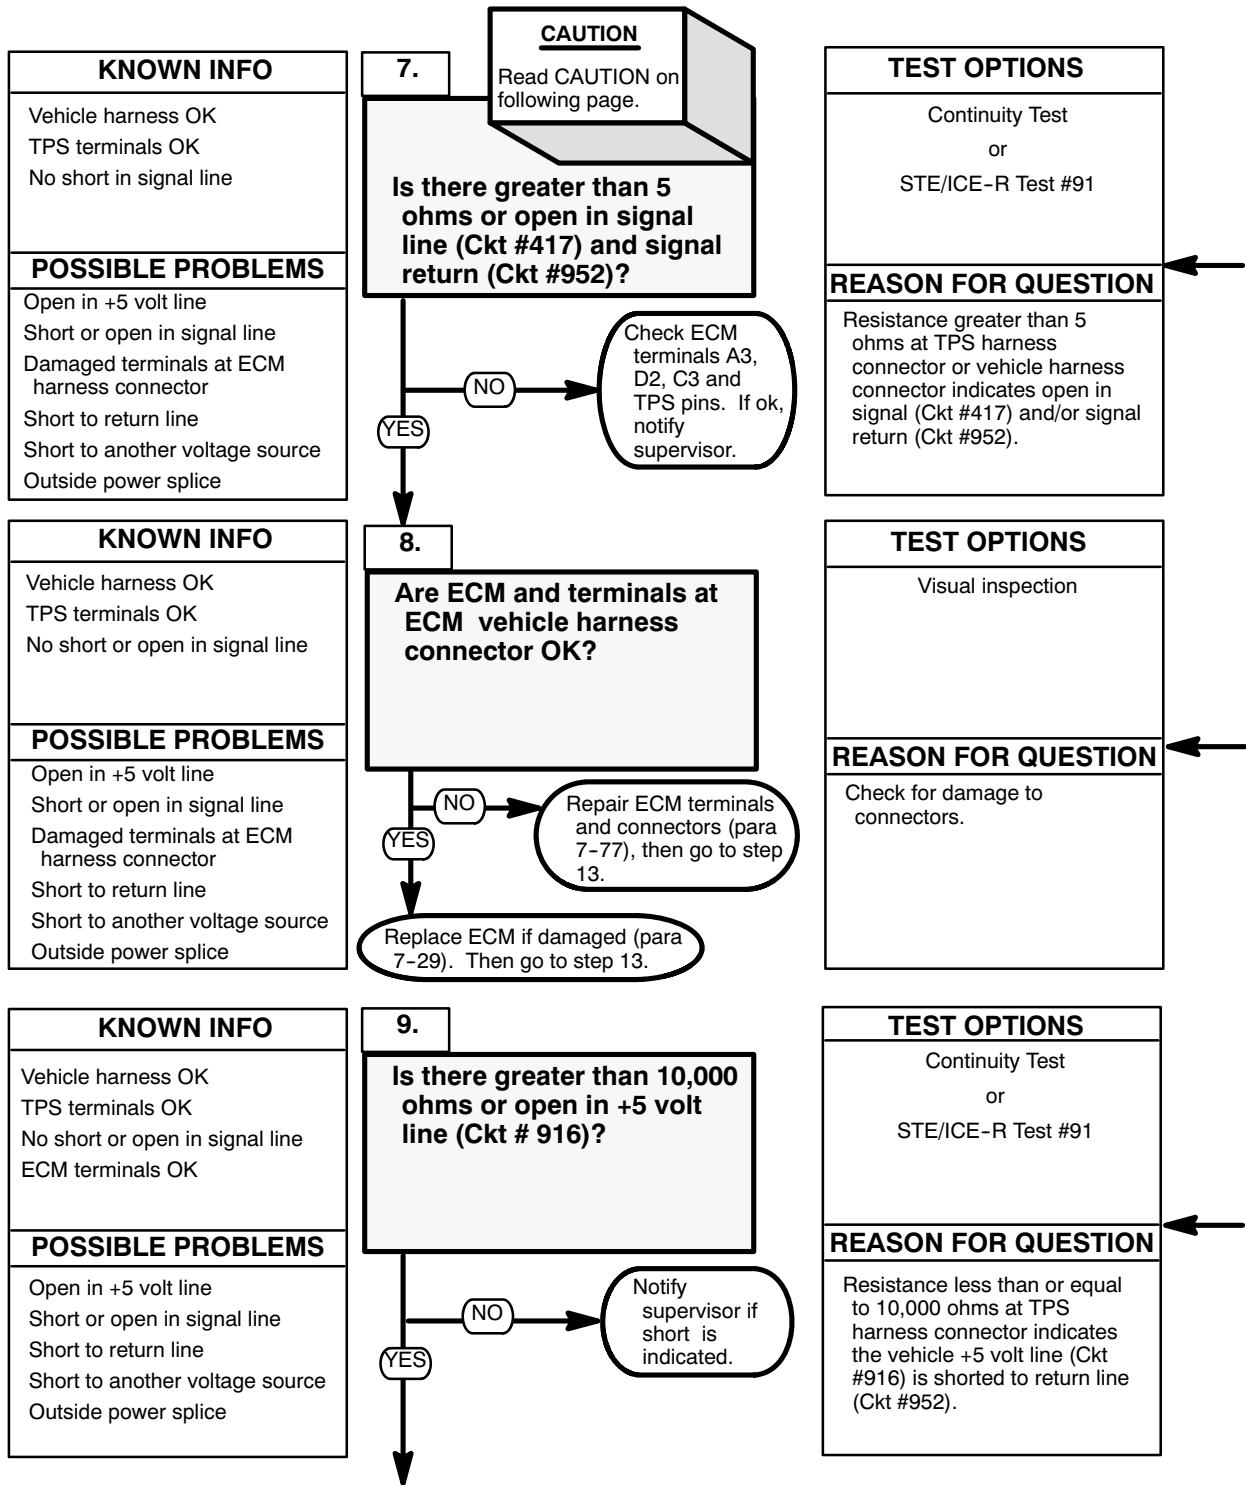 KNOWN INFO
Vehicle harness OK
TPS terminals OK
No short in signal line
POSSIBLE PROBLEMS
Open in +5 volt line
Short or open in signal line
Damaged terminals at ECM
harness connector
Short to return line
Short to another voltage source
Outside power splice
7.
CAUTION
Read CAUTION on
following page.
Is there greater than 5
ohms or open in signal
line (Ckt #417) and signal
return (Ckt #952)?
NO
Check ECM
terminals A3,
D2, C3 and
TPS pins. If ok,
notify
supervisor.
YES
TEST OPTIONS
Continuity Test
or
STE/ICE-R Test #91
REASON FOR QUESTION
Resistance greater than 5
ohms at TPS harness
connector or vehicle harness
connector indicates open in
signal (Ckt #417) and/or signal
return (Ckt #952).
KNOWN INFO
Vehicle harness OK
TPS terminals OK
No short or open in signal line
POSSIBLE PROBLEMS
Open in +5 volt line
Short or open in signal line
Damaged terminals at ECM
harness connector
Short to return line
Short to another voltage source
Outside power splice
8.
Are ECM and terminals at
ECM vehicle harness
connector OK?
NO
Repair ECM terminals
and connectors (para
7-77), then go to step
13.
YES
Replace ECM if damaged (para
7-29). Then go to step 13.
TEST OPTIONS
Visual inspection
REASON FOR QUESTION
Check for damage to
connectors.
KNOWN INFO
Vehicle harness OK
TPS terminals OK
No short or open in signal line
ECM terminals OK
POSSIBLE PROBLEMS
Open in +5 volt line
Short or open in signal line
Short to return line
Short to another voltage source
Outside power splice
9.
Is there greater than 10,000
ohms or open in +5 volt
line (Ckt # 916)?
NO
Notify
supervisor if
short is
indicated.
YES
TEST OPTIONS
Continuity Test
or
STE/ICE-R Test #91
REASON FOR QUESTION
Resistance less than or equal
to 10,000 ohms at TPS
harness connector indicates
the vehicle +5 volt line (Ckt
#916) is shorted to return line
(Ckt #952).